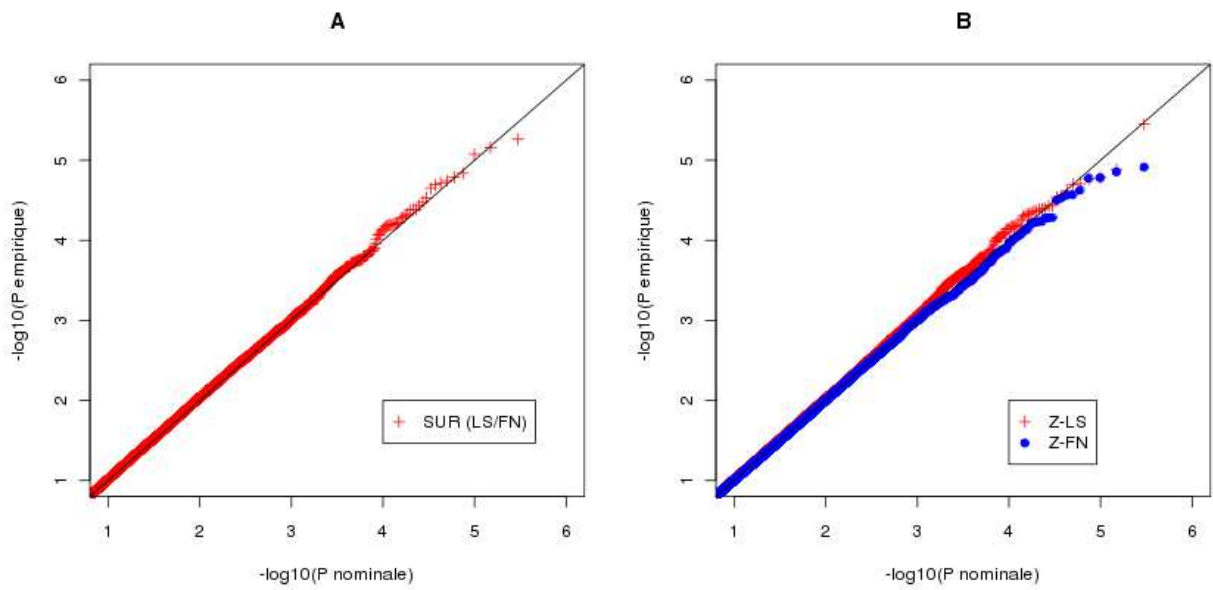 A
6
5
4
3
2
1
-log10(P empirique)
SUR (LS/FN)
1 2 3 4 5 6
-log10(P nominale)
B
6
5
4
3
2
1
-log10(P empirique)
Z-LS
Z-FN
1 2 3 4 5 6
-log10(P nominale)